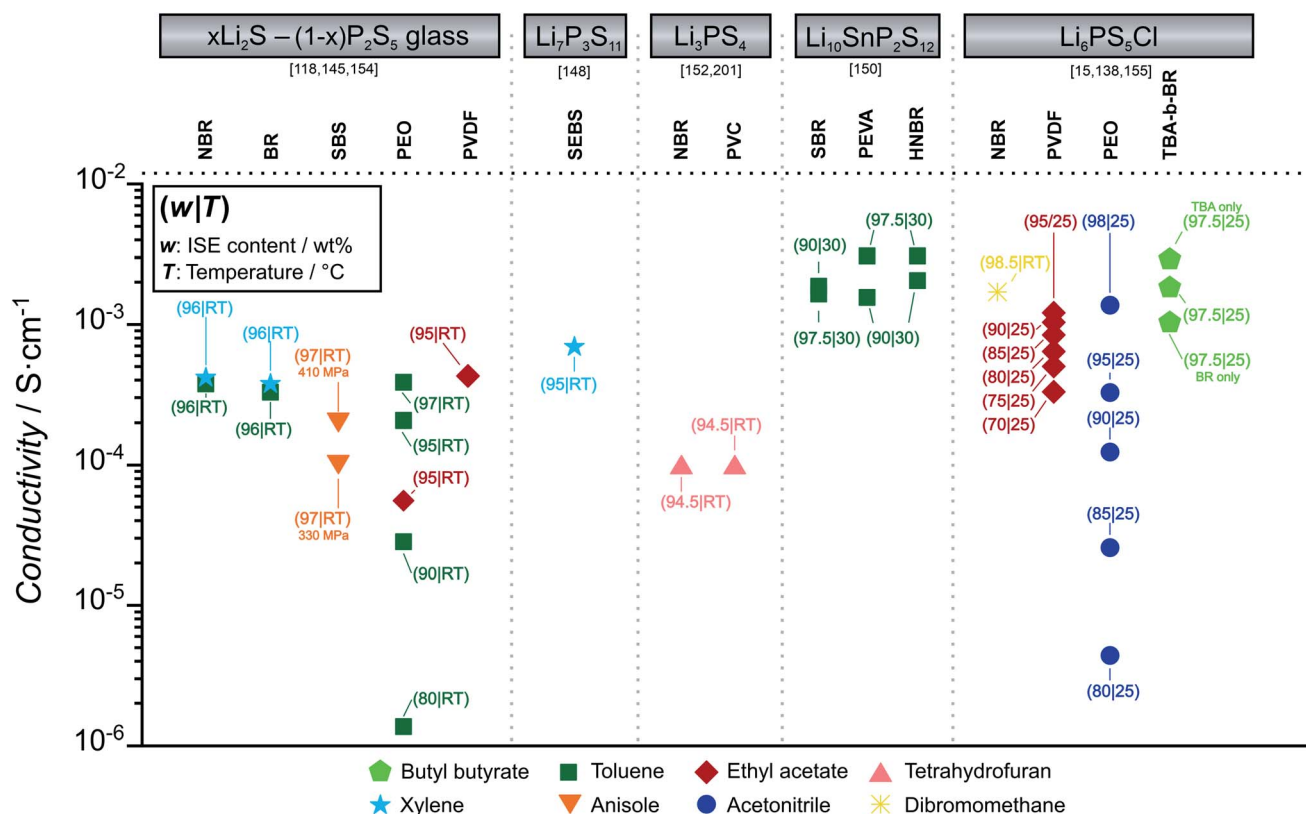 xLi₂S – (1-x)P₂S₅ glass
Li₇P₃S₁₁
Li₃PS₄
Li₁₀SnP₂S₁₂
Li₆PS₅Cl
[118,145,154]
[148]
[152,201]
[150]
[15,138,155]
NBR
BR
SBS
PEO
PVDF
SEBS
NBR
PVC
SBR
PEVA
HNBR
NBR
PVDF
PEO
TBA-b-BR
Conductivity / S·cm⁻¹
10⁻²
10⁻³
10⁻⁴
10⁻⁵
10⁻⁶
(w|T)
w: ISE content / wt%
T: Temperature / °C
(96|RT)
(96|RT)
(96|RT)
(96|RT)
(97|RT)
410 MPa
(97|RT)
330 MPa
(97|RT)
(95|RT)
(95|RT)
(90|RT)
(80|RT)
(95|RT)
(95|RT)
(94.5|RT)
(94.5|RT)
(90|30)
(97.5|30)
(97.5|30)
(90|30)
(98.5|RT)
(95/25)
(90|25)
(85|25)
(80|25)
(75|25)
(70|25)
(98|25)
(95|25)
(90|25)
(85|25)
(80|25)
TBA only
(97.5|25)
(97.5|25)
(97.5|25)
BR only
Butyl butyrate
Toluene
Ethyl acetate
Tetrahydrofuran
Xylene
Anisole
Acetonitrile
Dibromomethane